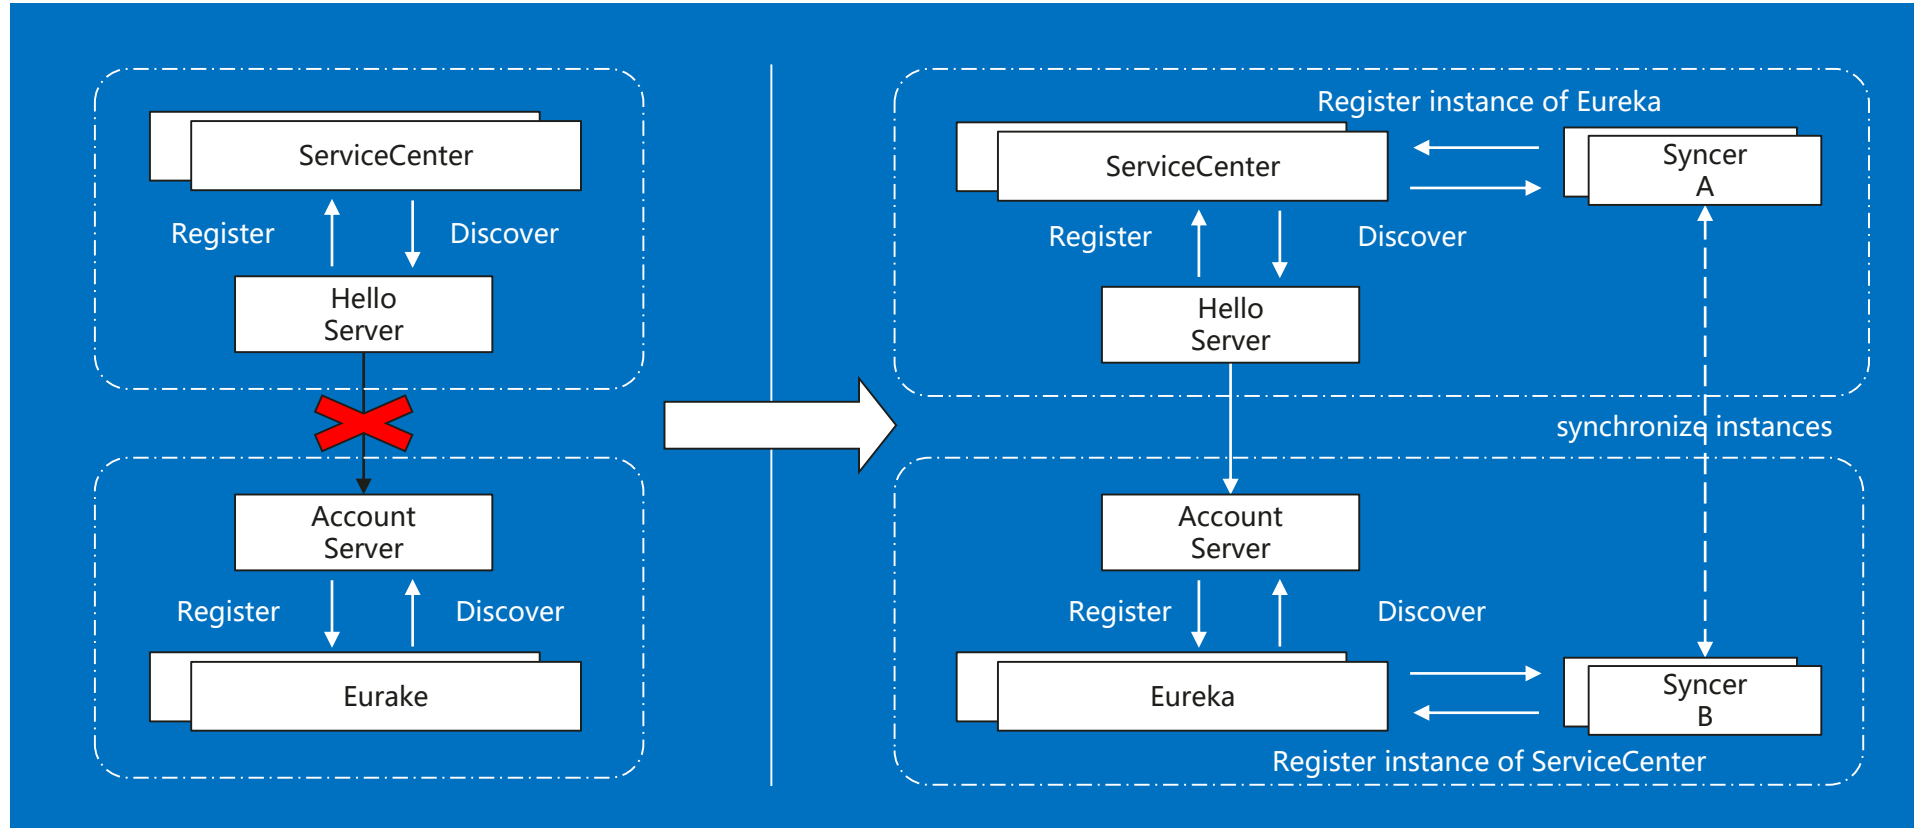 ServiceCenter
Register
Discover
Hello
Server
Account
Server
Register
Discover
Eurake
Register instance of Eureka
ServiceCenter
Syncer
A
Register
Discover
Hello
Server
synchronize instances
Account
Server
Register
Discover
Eureka
Syncer
B
Register instance of ServiceCenter